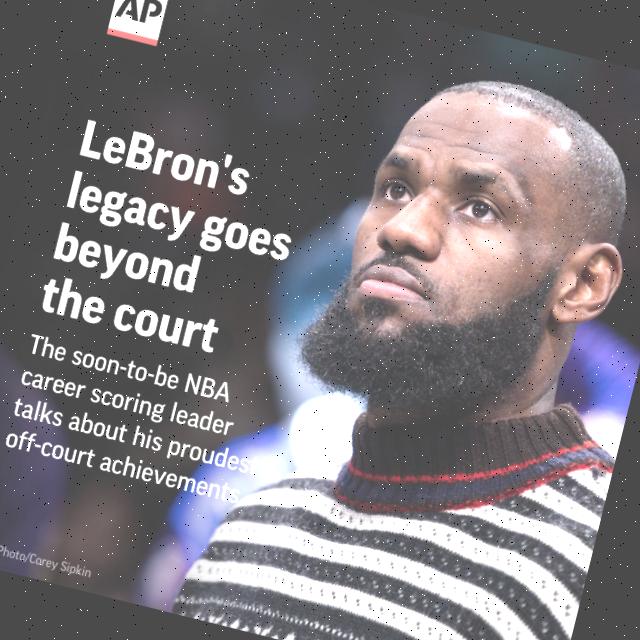 AP
LeBron's
legacy goes
beyond
the court
The soon-to-be NBA
career scoring leader
talks about his proudest
off-court achievements
Photo/Carey Sipkin